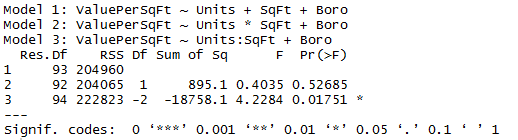 Model 1: ValuePerSqFt ~ Units + SqFt + Boro
Model 2: ValuePerSqFt ~ Units * SqFt + Boro
Model 3: ValuePerSqFt ~ Units:SqFt + Boro
  Res.Df    RSS Df Sum of Sq      F  Pr(>F)
1     93 204960
2     92 204065  1     895.1 0.4035 0.52685
3     94 222823 -2  -18758.1 4.2284 0.01751 *
---
Signif. codes:  0 ‘***’ 0.001 ‘**’ 0.01 ‘*’ 0.05 ‘.’ 0.1 ‘ ’ 1